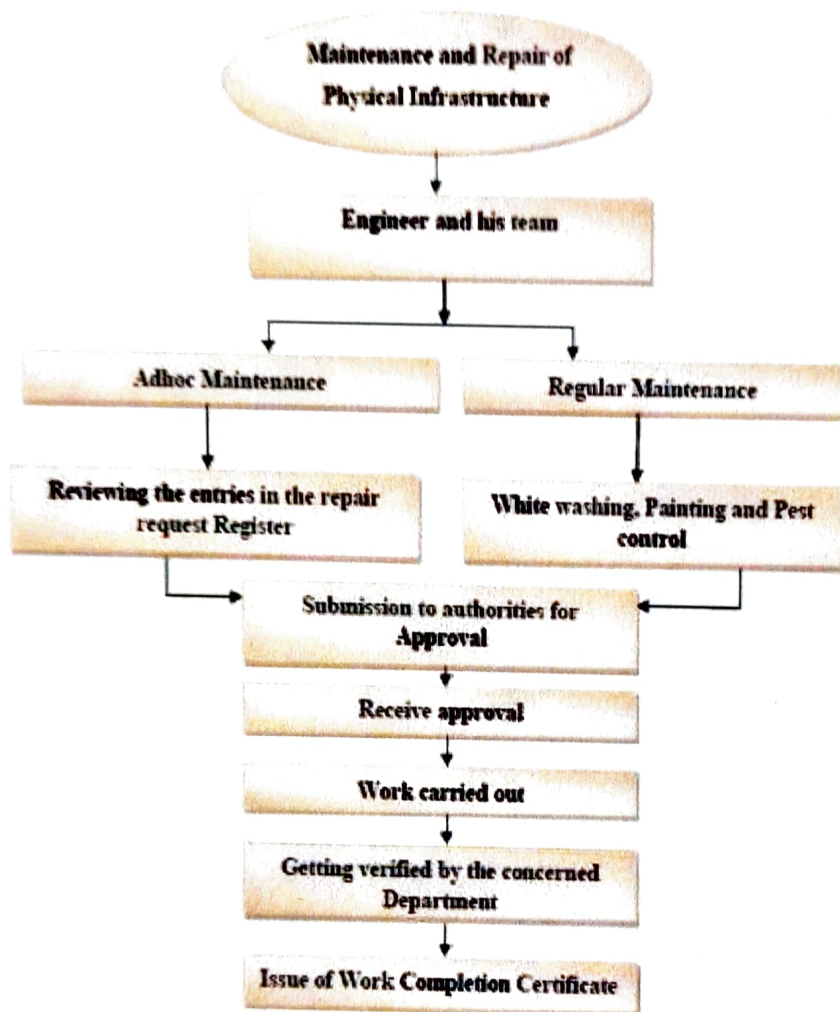 Maintenance and Repair of
Physical Infrastructure
Engineer and his team
Adhoc Maintenance
Regular Maintenance
Reviewing the entries in the repair
request Register
White washing, Painting and Pest
control
Submission to authorities for
Approval
Receive approval
Work carried out
Getting verified by the concerned
Department
Issue of Work Completion Certificate